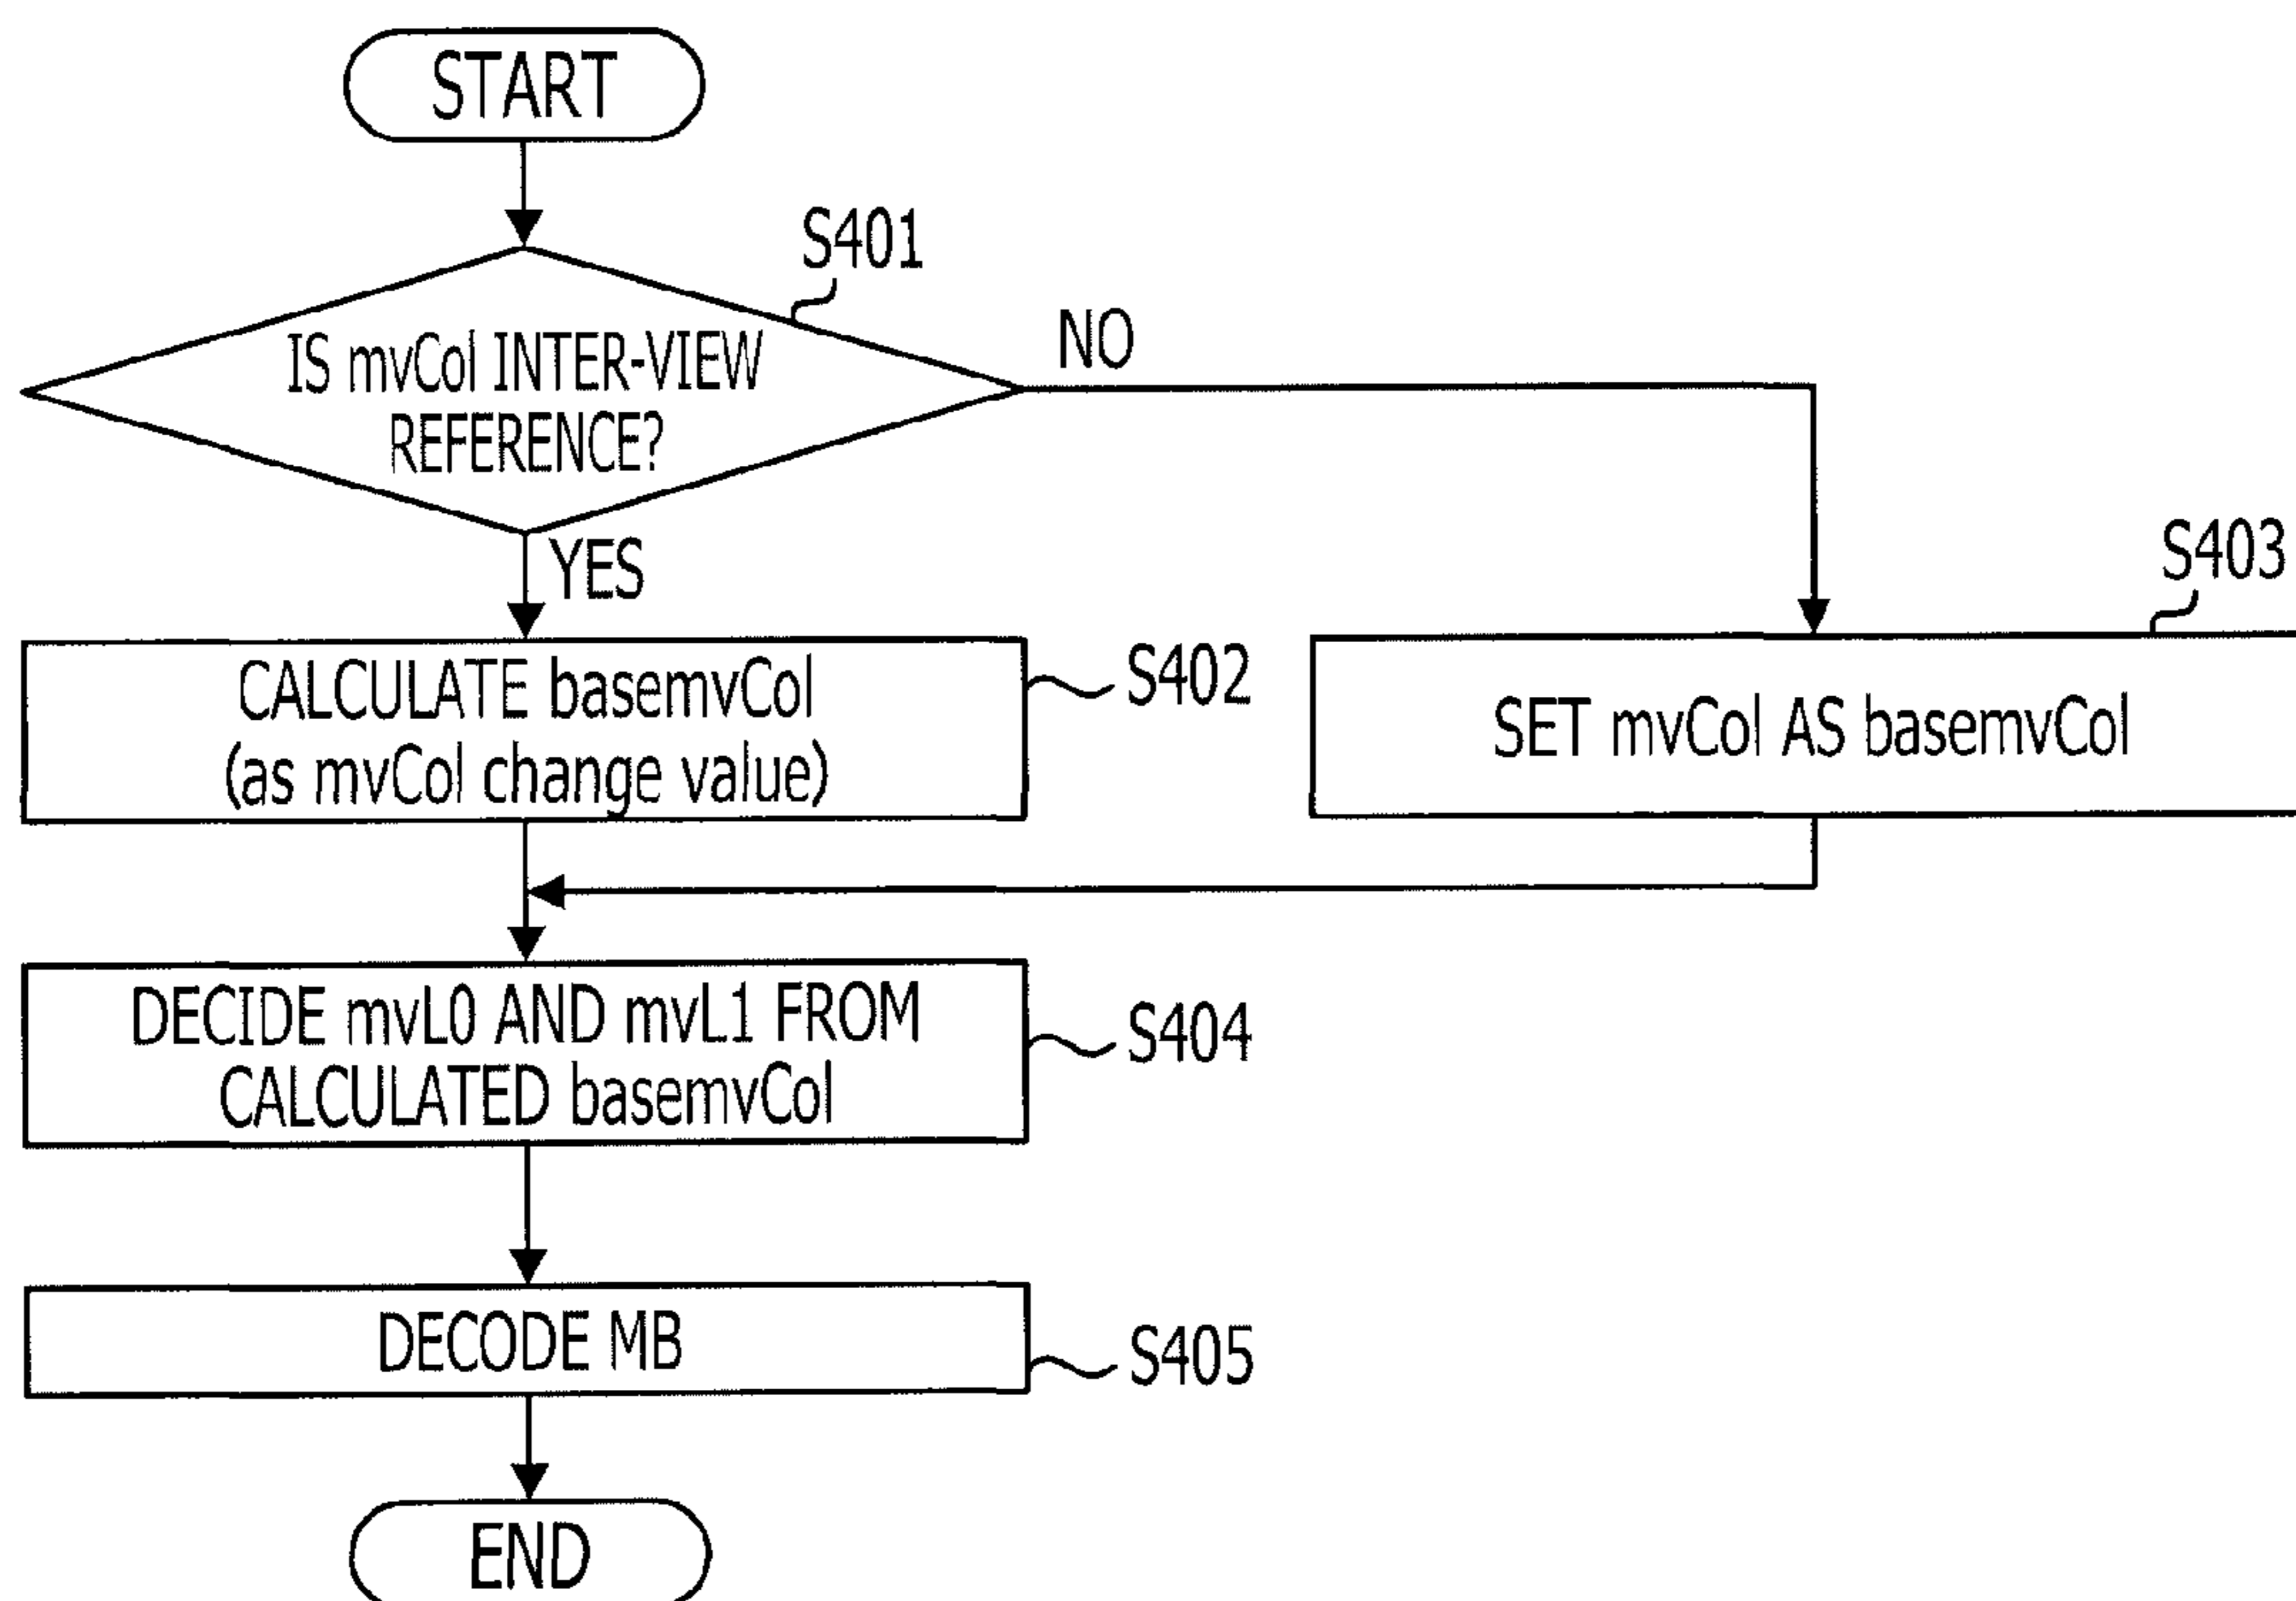 START
S401
IS mvCol INTER-VIEW
REFERENCE?
NO
YES
S403
CALCULATE basemvCol
(as mvCol change value)
S402
SET mvCol AS basemvCol
DECIDE mvL0 AND mvL1 FROM
CALCULATED basemvCol
S404
DECODE MB
S405
END